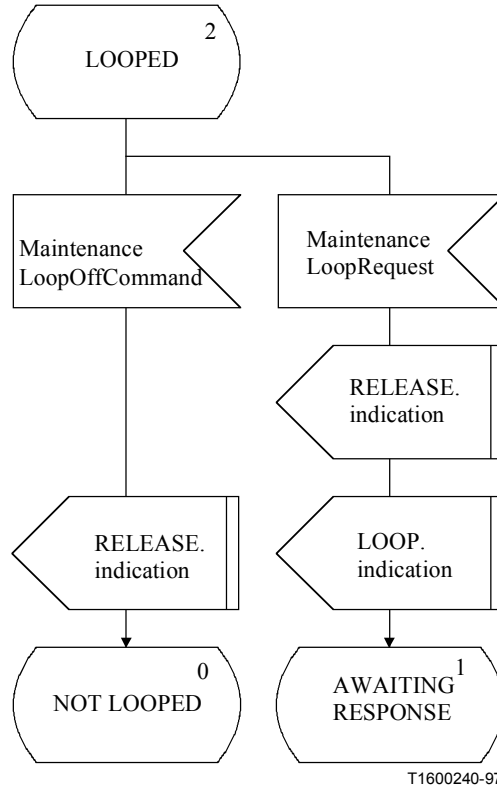 2
LOOPED
Maintenance
LoopOffCommand
Maintenance
LoopRequest
RELEASE.
indication
RELEASE.
indication
LOOP.
indication
0
NOT LOOPED
1
AWAITING
RESPONSE
T1600240-97